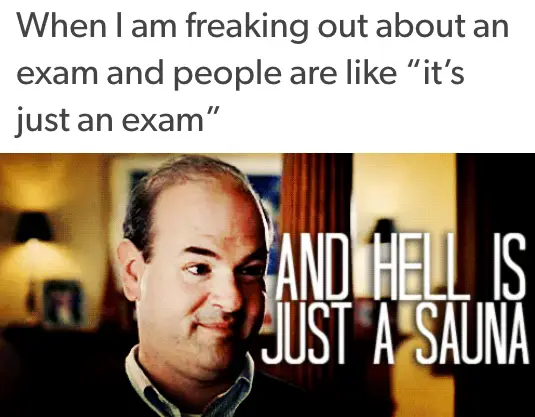 When I am freaking out about an
exam and people are like “it’s
just an exam”
AND HELL IS
JUST A SAUNA